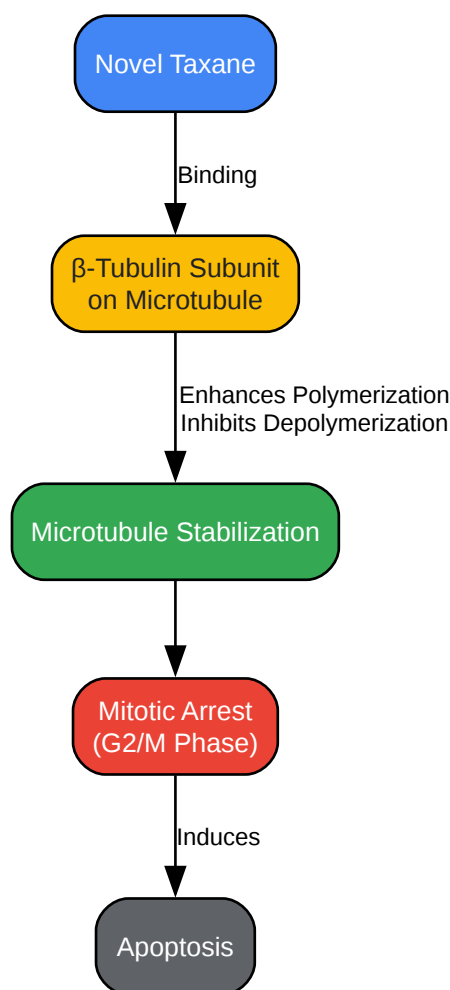 Novel Taxane
Binding
β-Tubulin Subunit
on Microtubule
Enhances Polymerization
Inhibits Depolymerization
Microtubule Stabilization
Mitotic Arrest
(G2/M Phase)
Induces
Apoptosis